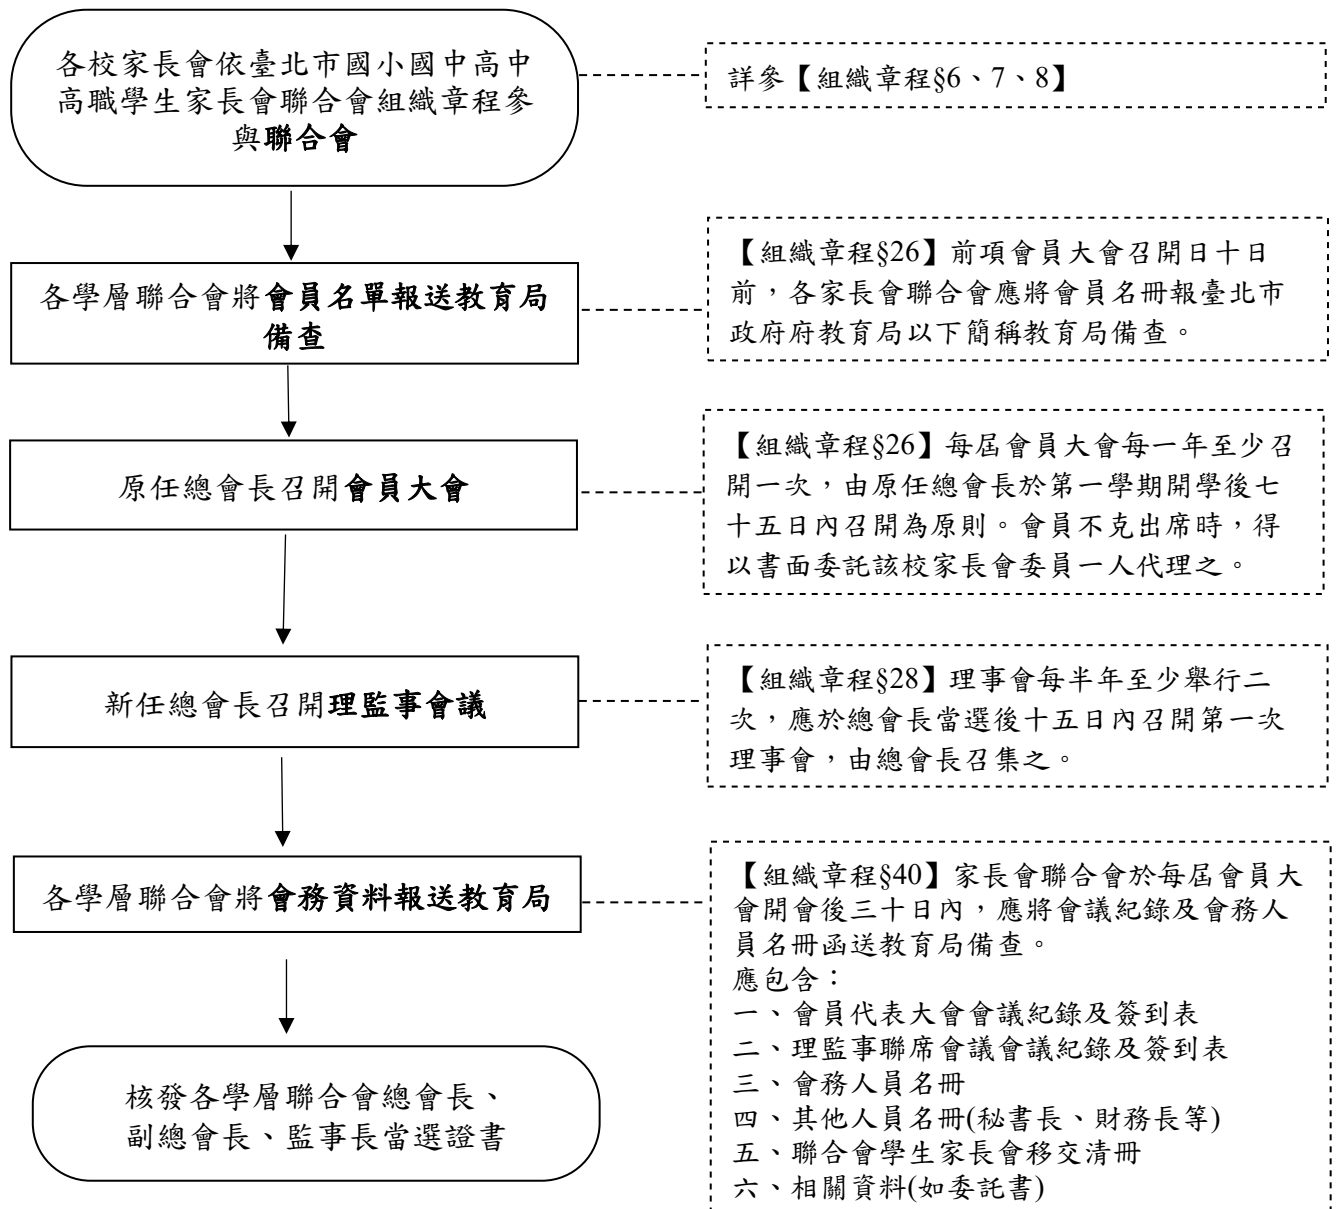 各校家長會依臺北市國小國中高中
高職學生家長會聯合會組織章程參
與聯合會
詳參【組織章程§6、7、8】
各學層聯合會將會員名單報送教育局
備查
【組織章程§26】前項會員大會召開日十日
前，各家長會聯合會應將會員名冊報臺北市
政府府教育局以下簡稱教育局備查。
原任總會長召開會員大會
【組織章程§26】每屆會員大會每一年至少召
開一次，由原任總會長於第一學期開學後七
十五日內召開為原則。會員不克出席時，得
以書面委託該校家長會委員一人代理之。
新任總會長召開理監事會議
【組織章程§28】理事會每半年至少舉行二
次，應於總會長當選後十五日內召開第一次
理事會，由總會長召集之。
各學層聯合會將會務資料報送教育局
【組織章程§40】家長會聯合會於每屆會員大
會開會後三十日內，應將會議紀錄及會務人
員名冊函送教育局備查。
應包含：
一、會員代表大會會議紀錄及簽到表
二、理監事聯席會議會議紀錄及簽到表
三、會務人員名冊
四、其他人員名冊(秘書長、財務長等)
五、聯合會學生家長會移交清冊
六、相關資料(如委託書)
核發各學層聯合會總會長、
副總會長、監事長當選證書